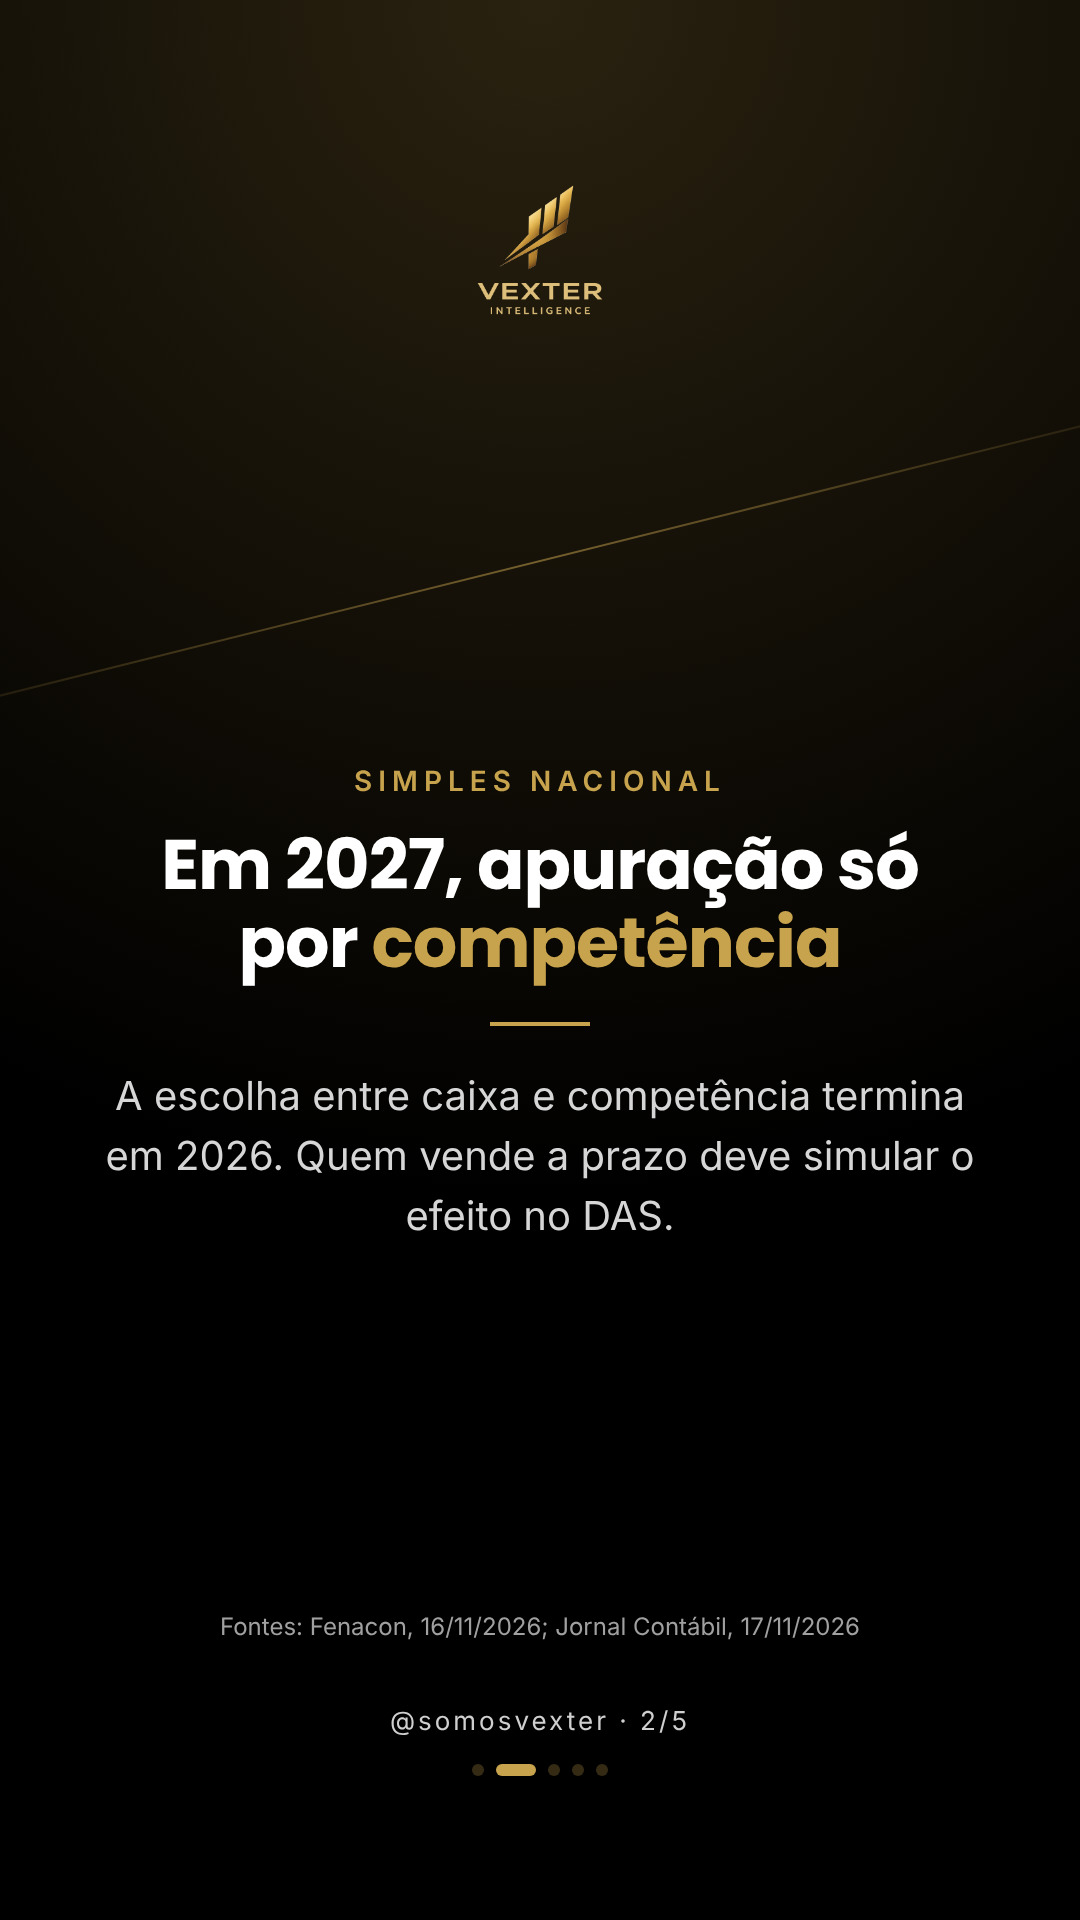 VEXTER
INTELLIGENCE
SIMPLES NACIONAL
Em 2027, apuração só
por competência
A escolha entre caixa e competência termina
em 2026. Quem vende a prazo deve simular o
efeito no DAS.
Fontes: Fenacon, 16/11/2026; Jornal Contábil, 17/11/2026
@somosvexter · 2/5